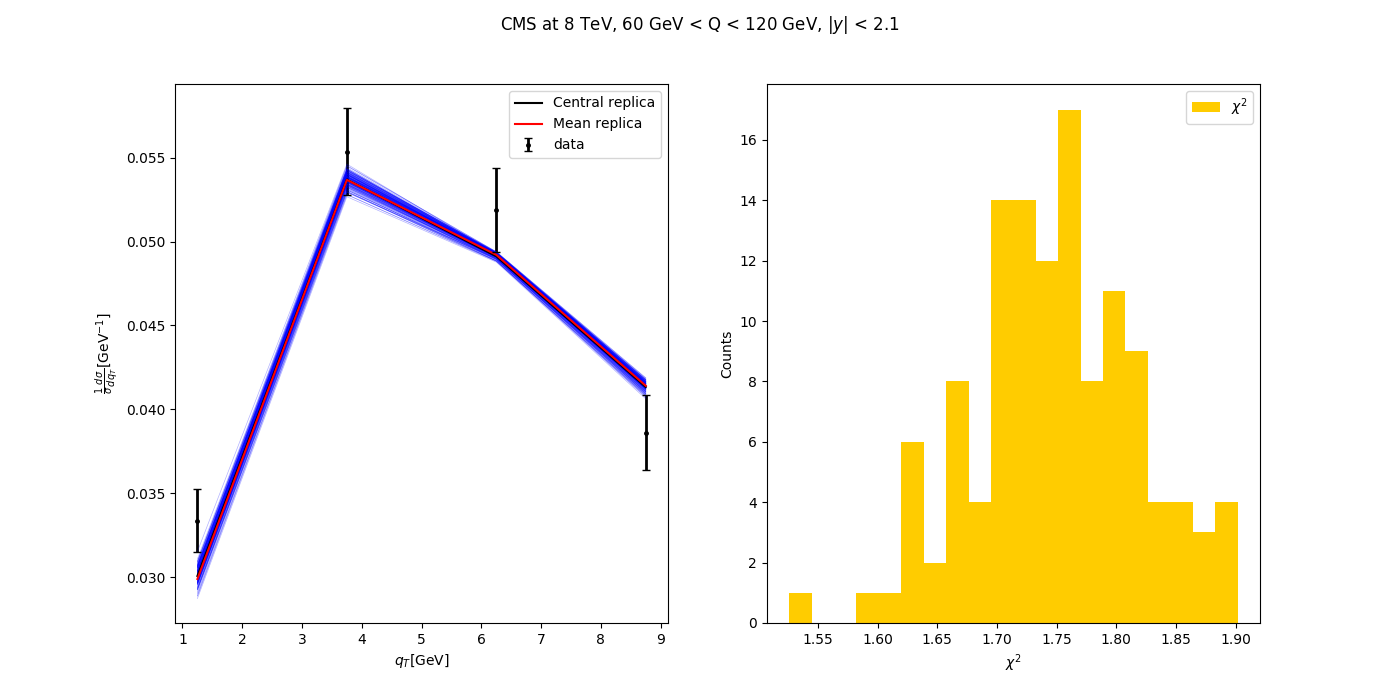 CMS at 8 TeV, 60 GeV < Q < 120 GeV, |y| < 2.1
Central replica
Mean replica
data
0.055
0.050
0.045
0.040
0.035
0.030
1 2 3 4 5 6 7 8 9
q_T[GeV]
\frac{1}{σ}\frac{dσ}{dq_T}[GeV⁻¹]
χ²
16
14
12
10
8
6
4
2
0
1.55 1.60 1.65 1.70 1.75 1.80 1.85 1.90
χ²
Counts